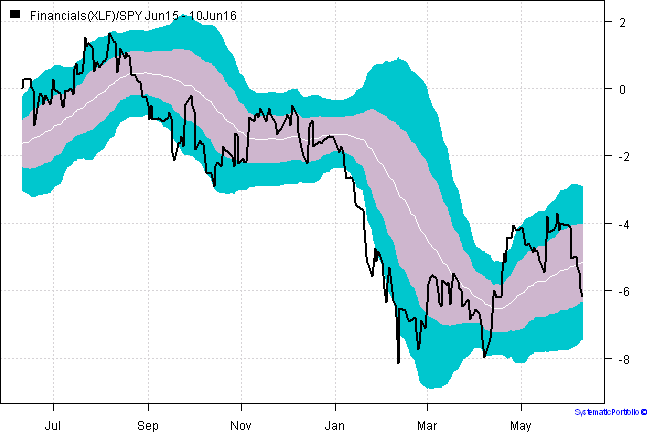 Financials(XLF)/SPY Jun15 - 10Jun16
2
0
-2
-4
-6
-8
Jul Sep Nov Jan Mar May
SystematicPortfolio ©